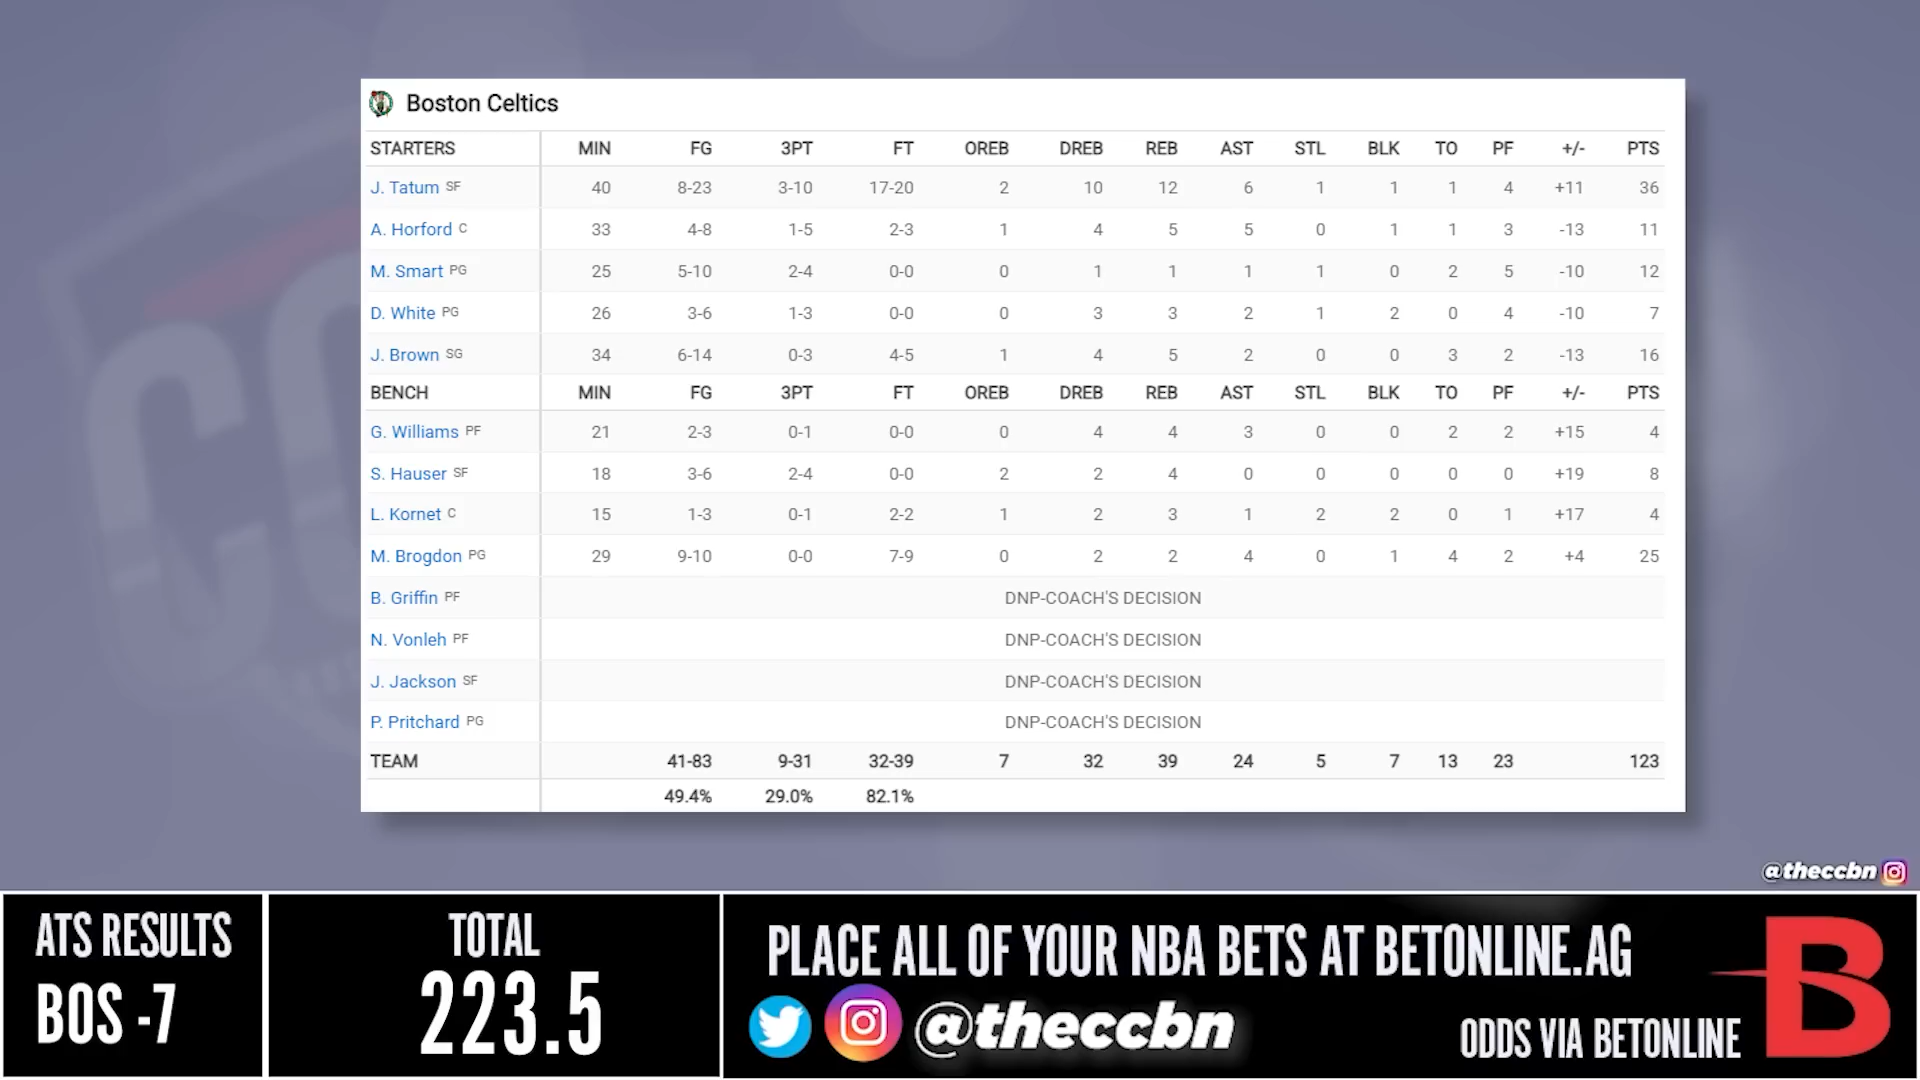 Boston Celtics
STARTERS MIN FG 3PT FT OREB DREB REB AST STL BLK TO PF +/- PTS
J. Tatum SF 40 8-23 3-10 17-20 2 10 12 6 1 1 1 4 +11 36
A. Horford C 33 4-8 1-5 2-3 1 4 5 5 0 1 1 3 -13 11
M. Smart PG 25 5-10 2-4 0-0 0 1 1 1 1 0 2 5 -10 12
D. White PG 26 3-6 1-3 0-0 0 3 3 2 1 2 0 4 -10 7
J. Brown SG 34 6-14 0-3 4-5 1 4 5 2 0 0 3 2 -13 16
BENCH MIN FG 3PT FT OREB DREB REB AST STL BLK TO PF +/- PTS
G. Williams PF 21 2-3 0-1 0-0 0 4 4 3 0 0 2 2 +15 4
S. Hauser SF 18 3-6 2-4 0-0 2 2 4 0 0 0 0 0 +19 8
L. Kornet C 15 1-3 0-1 2-2 1 2 3 1 2 2 0 1 +17 4
M. Brogdon PG 29 9-10 0-0 7-9 0 2 2 4 0 1 4 2 +4 25
B. Griffin PF DNP-COACH'S DECISION
N. Vonleh PF DNP-COACH'S DECISION
J. Jackson SF DNP-COACH'S DECISION
P. Pritchard PG DNP-COACH'S DECISION
TEAM 41-83 9-31 32-39 7 32 39 24 5 7 13 23 123
49.4% 29.0% 82.1%
@theccbn
ATS RESULTS
BOS -7
TOTAL
223.5
PLACE ALL OF YOUR NBA BETS AT BETONLINE.AG
@theccbn
ODDS VIA BETONLINE
B